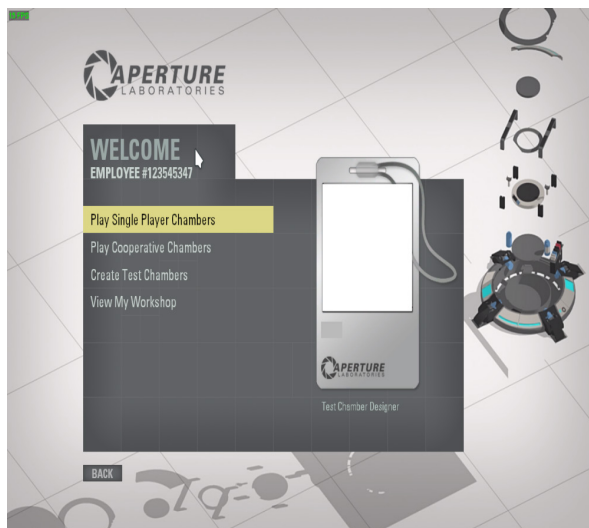 APERTURE
LABORATORIES
WELCOME
EMPLOYEE #123545347
Play Single Player Chambers
Play Cooperative Chambers
Create Test Chambers
View My Workshop
APERTURE
LABORATORIES
Test Chamber Designer
BACK